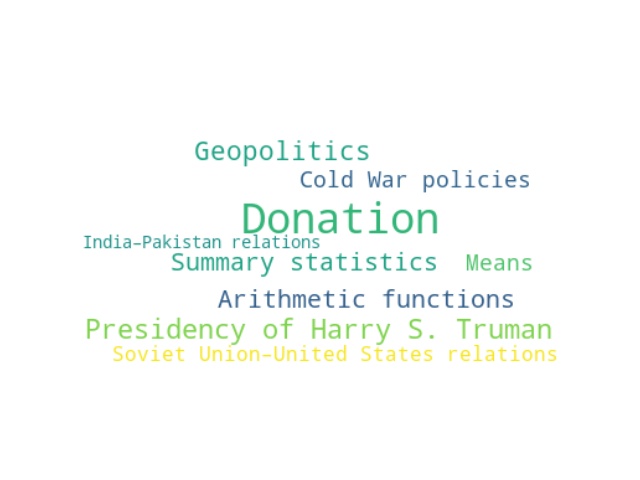 Geopolitics
Cold War policies
Donation
India–Pakistan relations
Summary statistics Means
Arithmetic functions
Presidency of Harry S. Truman
Soviet Union–United States relations